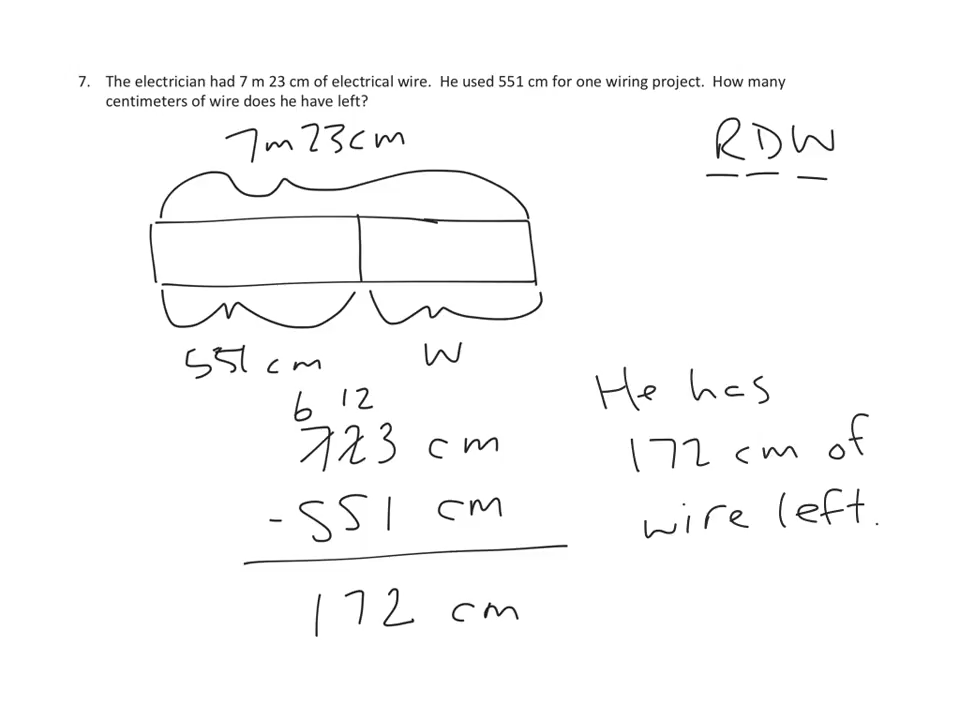 7. The electrician had 7 m 23 cm of electrical wire. He used 551 cm for one wiring project. How many
centimeters of wire does he have left?
7m23cm
RDW
551 cm
W
6 12
723 cm
- 551 cm
172 cm
He has
172 cm of
wire left.